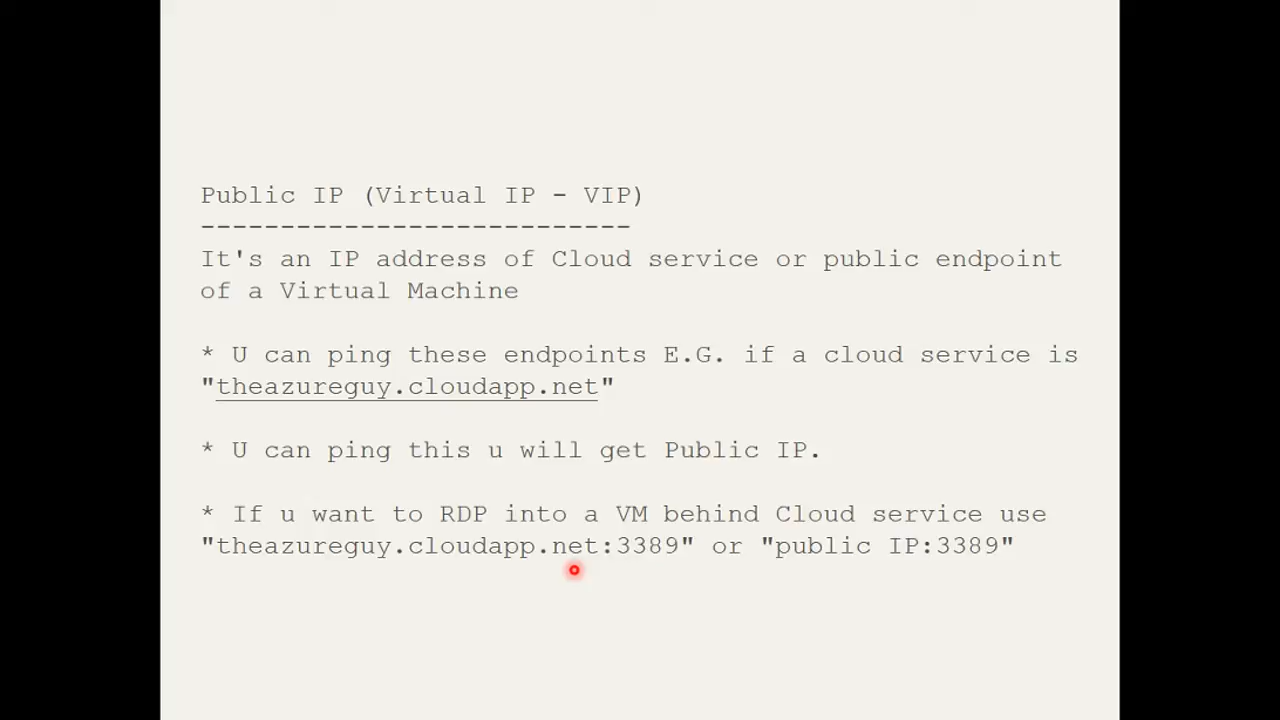 Public IP (Virtual IP - VIP)
---------------------------
It's an IP address of Cloud service or public endpoint
of a Virtual Machine
* U can ping these endpoints E.G. if a cloud service is
"theazureguy.cloudapp.net"
* U can ping this u will get Public IP.
* If u want to RDP into a VM behind Cloud service use
"theazureguy.cloudapp.net:3389" or "public IP:3389"